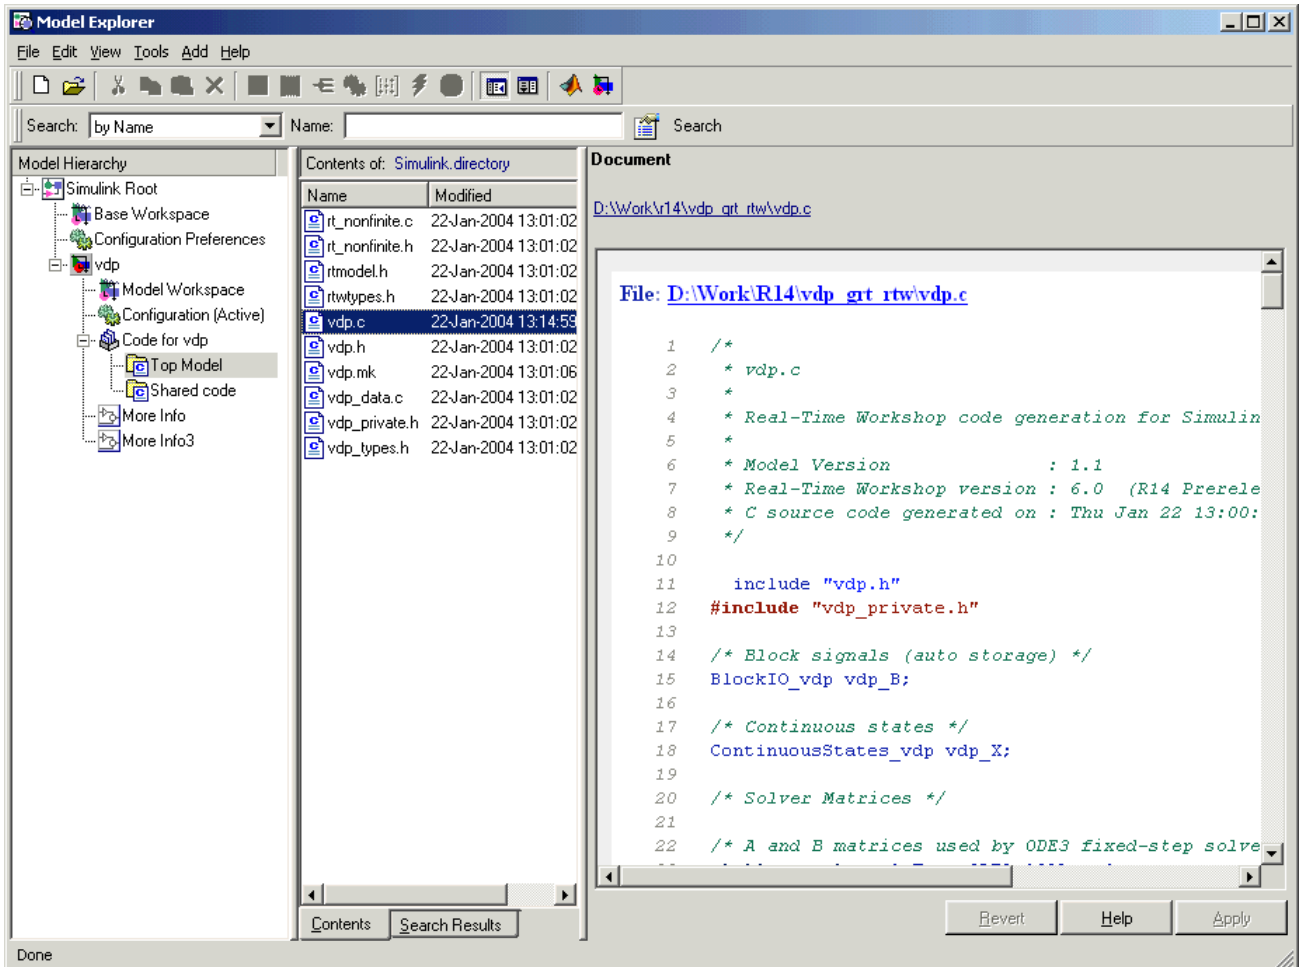 Model Explorer
File Edit View Tools Add Help
Search: by Name Name: Search
Model Hierarchy
Simulink Root
Base Workspace
Configuration Preferences
vdp
Model Workspace
Configuration (Active)
Code for vdp
Top Model
Shared code
More Info
More Info3
Contents of: Simulink.directory
Name Modified
rt_nonfinite.c 22-Jan-2004 13:01:02
rt_nonfinite.h 22-Jan-2004 13:01:02
rtmodel.h 22-Jan-2004 13:01:02
rtwtypes.h 22-Jan-2004 13:01:02
vdp.c 22-Jan-2004 13:14:59
vdp.h 22-Jan-2004 13:01:02
vdp.mk 22-Jan-2004 13:01:06
vdp_data.c 22-Jan-2004 13:01:02
vdp_private.h 22-Jan-2004 13:01:02
vdp_types.h 22-Jan-2004 13:01:02
Contents Search Results
Document
D:\Work\r14\vdp_grt_rtw\vdp.c
File: D:\Work\R14\vdp_grt_rtw\vdp.c
1 /*
2 * vdp.c
3 *
4 * Real-Time Workshop code generation for Simulin
5 *
6 * Model Version : 1.1
7 * Real-Time Workshop version : 6.0 (R14 Prerele
8 * C source code generated on : Thu Jan 22 13:00:
9 */
10
11 include "vdp.h"
12 #include "vdp_private.h"
13
14 /* Block signals (auto storage) */
15 BlockIO_vdp vdp_B;
16
17 /* Continuous states */
18 ContinuousStates_vdp vdp_X;
19
20 /* Solver Matrices */
21
22 /* A and B matrices used by ODE3 fixed-step solve
Revert Help Apply
Done